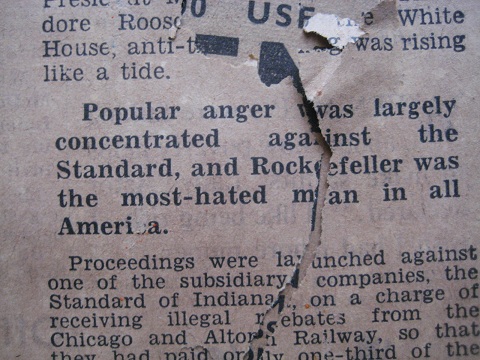 dore Roos
O USE
White
House, anti- was rising
like a tide.
Popular anger was largely
concentrated against the
Standard, and Rockefeller was
the most-hated man in all
Ameri a.
Proceedings were launched against
one of the subsidiary companies, the
Standard of Indiana, on a charge of
receiving illegal rebates from the
Chicago and Alton Railway, so that
they had paid only one-third of the